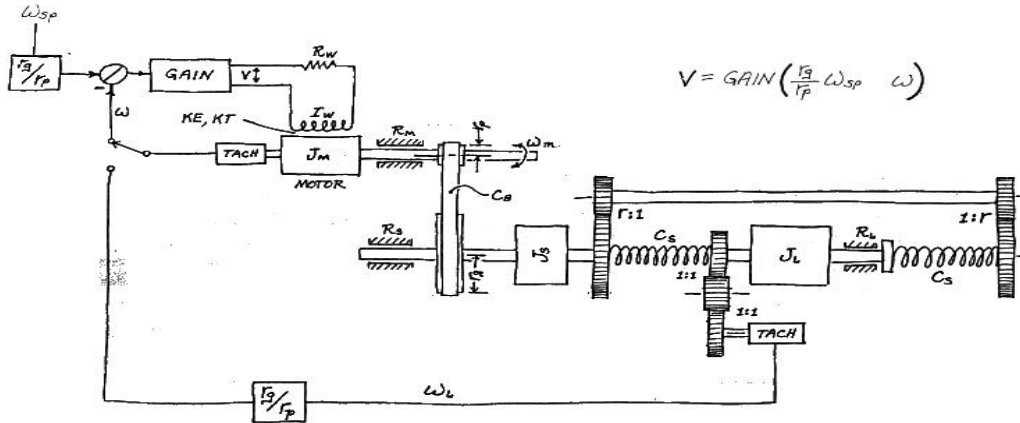 ωsp
rg/rp
GAIN
V
Rw
Iw
V = GAIN(rg/rp ωsp ω)
-
ω
KE, KT
RM
ωm
TACH
JM
MOTOR
CB
r:1
1:r
Rs
Js
Cs
JL
RL
Cs
rg
1:1
1:1
TACH
rg/rp
ωL